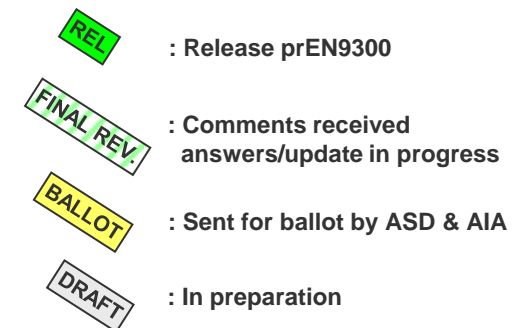 REL : Release prEN9300
FINAL REV. : Comments received
answers/update in progress
BALLOT : Sent for ballot by ASD & AIA
DRAFT : In preparation